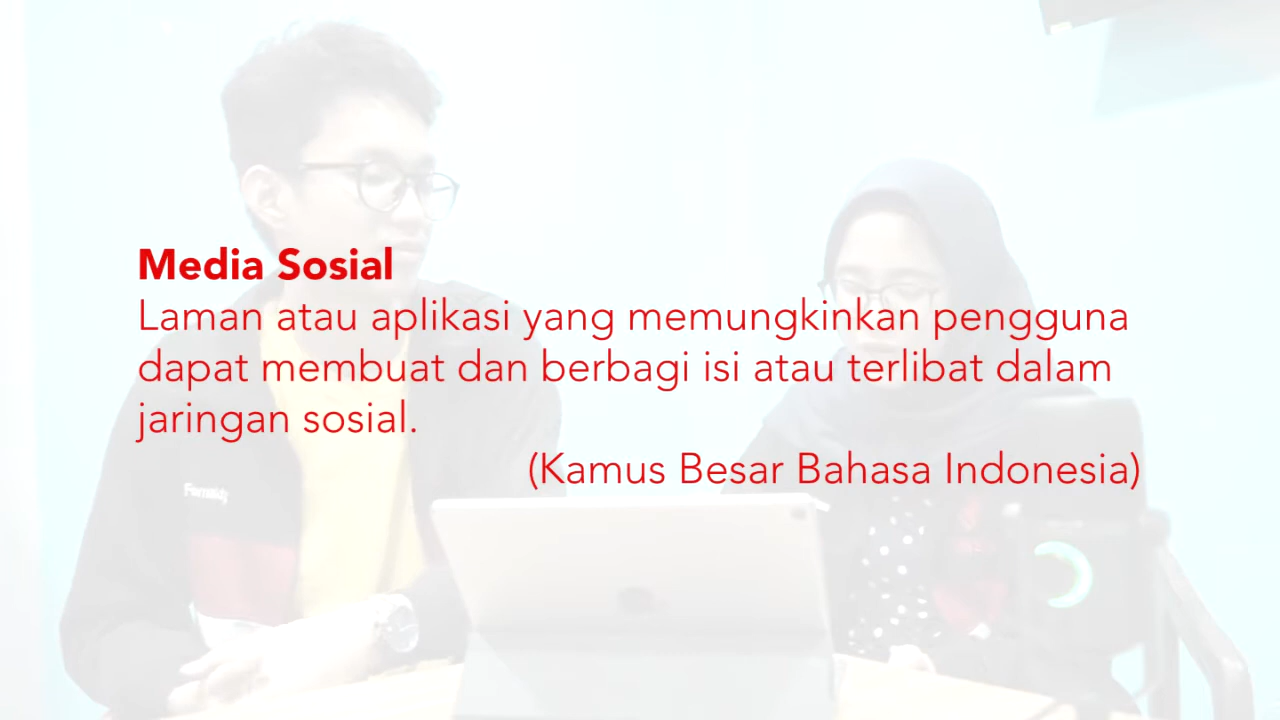 Media Sosial
Laman atau aplikasi yang memungkinkan pengguna
dapat membuat dan berbagi isi atau terlibat dalam
jaringan sosial.
(Kamus Besar Bahasa Indonesia)